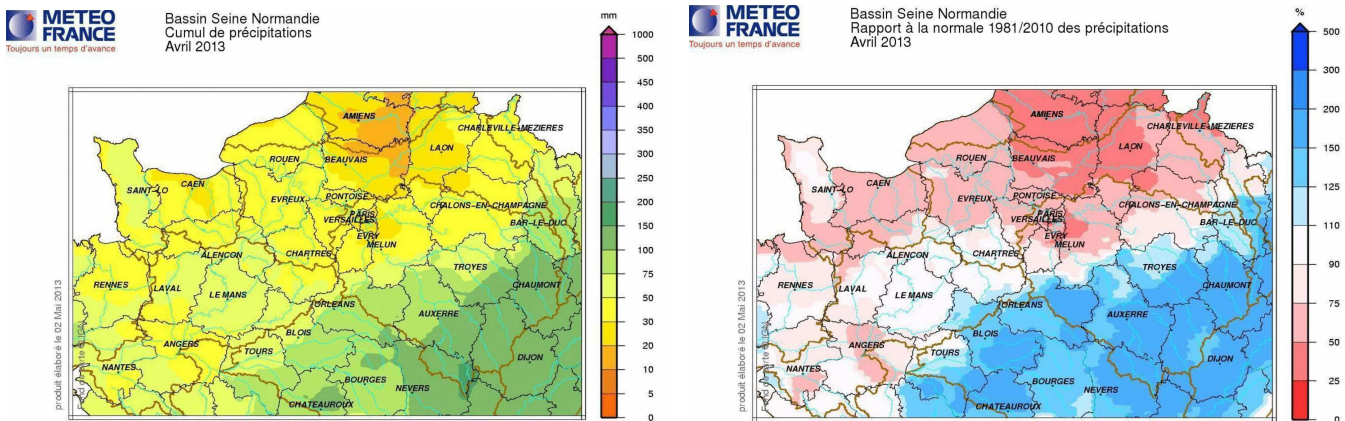 METEO
FRANCE
Toujours un temps d'avance
Bassin Seine Normandie
Cumul de précipitations
Avril 2013
mm
1000
500
450
400
350
300
250
200
150
100
75
50
30
20
10
5
0
AMIENS
CHARLEVILLE-MEZIERES
LAON
ROUEN
BEAUVAIS
SAINT-LO
CAEN
EVREUX
PONTOISE
PARIS
VERSAILLES
CHALONS-EN-CHAMPAGNE
BAR-LE-DUC
EVRY
MELUN
ALENCON
CHARTRES
TROYES
RENNES
LAVAL
LE MANS
CHAUMONT
ORLEANS
AUXERRE
BLOIS
ANGERS
TOURS
DIJON
NANTES
BOURGES
NEVERS
CHATEAUROUX
produit élaboré le 02 Mai 2013
METEO
FRANCE
Toujours un temps d'avance
Bassin Seine Normandie
Rapport à la normale 1981/2010 des précipitations
Avril 2013
%
500
300
200
150
125
110
90
75
50
25
0
AMIENS
CHARLEVILLE-MEZIERES
LAON
ROUEN
BEAUVAIS
SAINT-LO
CAEN
EVREUX
PONTOISE
PARIS
VERSAILLES
CHALONS-EN-CHAMPAGNE
BAR-LE-DUC
EVRY
MELUN
ALENCON
CHARTRES
TROYES
RENNES
LAVAL
LE MANS
CHAUMONT
ORLEANS
AUXERRE
BLOIS
ANGERS
TOURS
DIJON
NANTES
BOURGES
NEVERS
CHATEAUROUX
produit élaboré le 02 Mai 2013